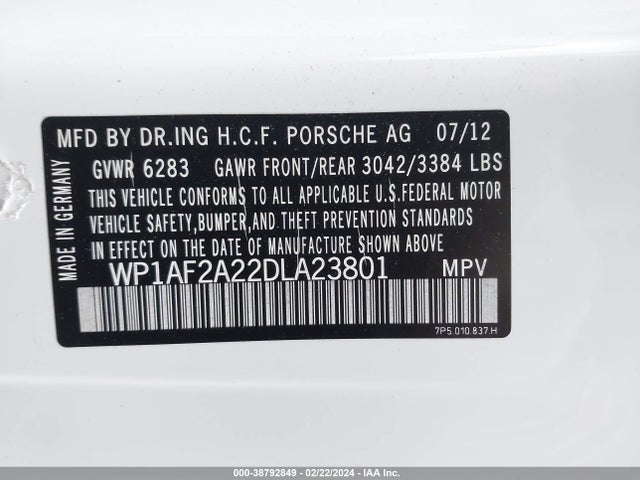 MFD BY DR.ING H.C.F. PORSCHE AG 07/12
GVWR 6283 GAWR FRONT/REAR 3042/3384 LBS
THIS VEHICLE CONFORMS TO ALL APPLICABLE U.S.FEDERAL MOTOR
VEHICLE SAFETY,BUMPER,AND THEFT PREVENTION STANDARDS
IN EFFECT ON THE DATE OF MANUFACTURE SHOWN ABOVE
WP1AF2A22DLA23801 MPV
7P5.010.837.H
MADE IN GERMANY
000-38792849 - 02/22/2024 - IAAI.CA